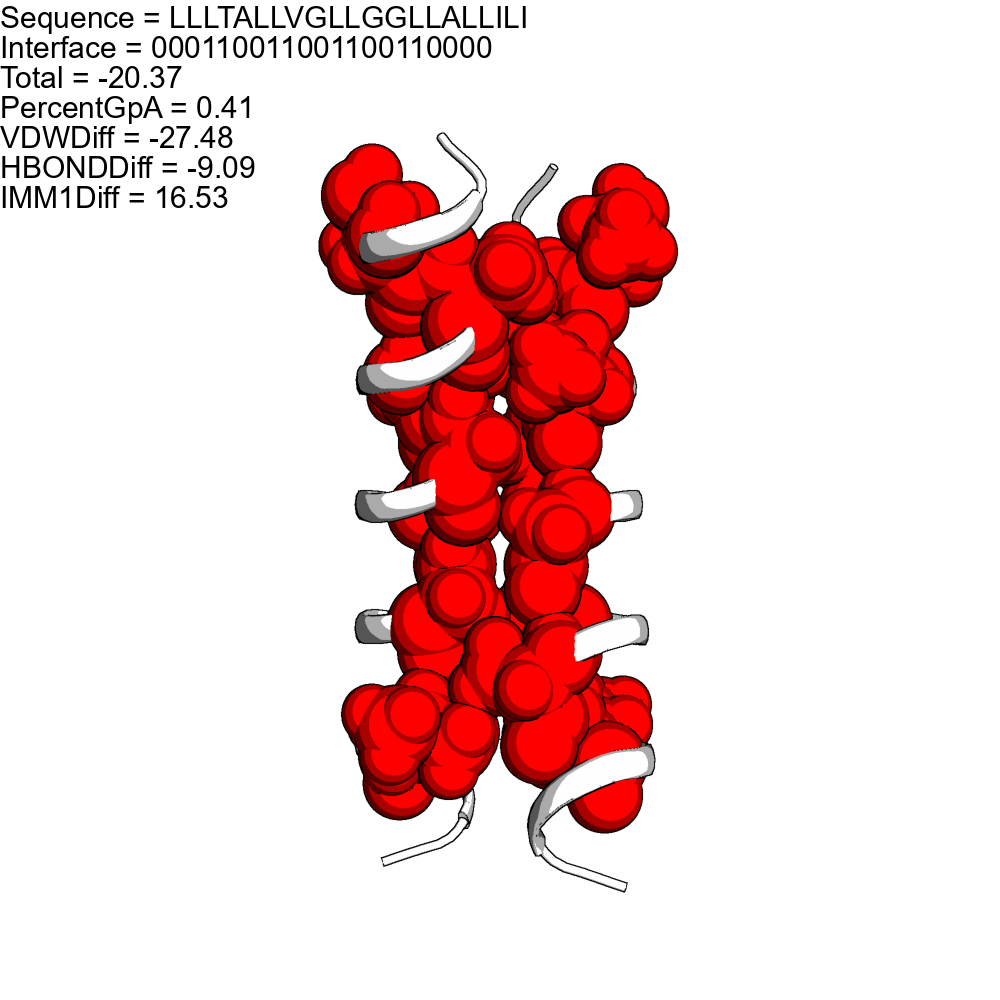 Sequence = LLLTALLVGLLGGLLALLILI
Interface = 000110011001100110000
Total = -20.37
PercentGpA = 0.41
VDWDiff = -27.48
HBONDDiff = -9.09
IMM1Diff = 16.53